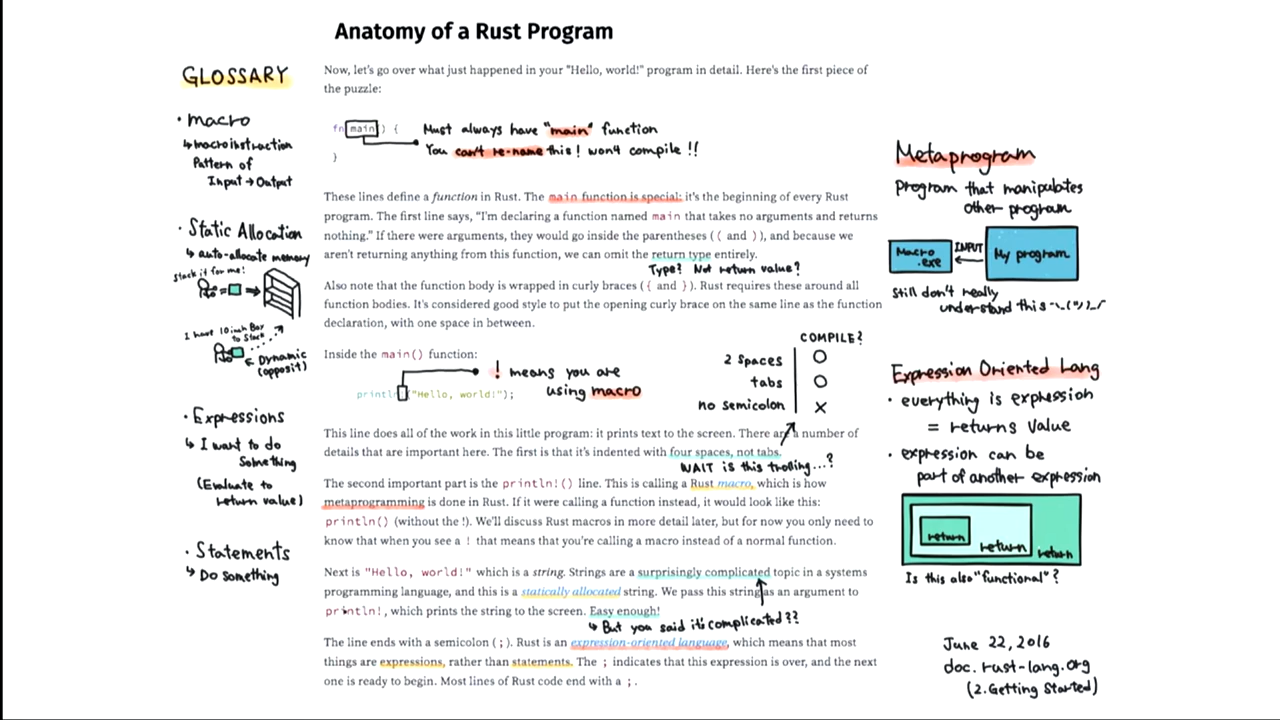 Anatomy of a Rust Program
GLOSSARY
• macro
↳ macroinstruction
Pattern of
Input → Output
• Static Allocation
↳ auto-allocate memory
stack it for me!
I have 10 inch Box
to Stack
Dynamic
(opposit)
• Expressions
↳ I want to do
Something
(Evaluate to
return value)
• Statements
↳ Do something
Now, let's go over what just happened in your "Hello, world!" program in detail. Here's the first piece of
the puzzle:
fn main() {
}
Must always have "main" function
You can't re-name this! won't compile!!
These lines define a function in Rust. The main function is special: it's the beginning of every Rust
program. The first line says, "I'm declaring a function named main that takes no arguments and returns
nothing." If there were arguments, they would go inside the parentheses (( and )), and because we
aren't returning anything from this function, we can omit the return type entirely.
Type? Not return value?
Also note that the function body is wrapped in curly braces ({ and }). Rust requires these around all
function bodies. It's considered good style to put the opening curly brace on the same line as the function
declaration, with one space in between.
Inside the main() function:
println!("Hello, world!");
! means you are
using macro
COMPILE?
2 Spaces O
tabs O
no semicolon X
This line does all of the work in this little program: it prints text to the screen. There are a number of
details that are important here. The first is that it's indented with four spaces, not tabs.
WAIT is this trolling...?
The second important part is the println!() line. This is calling a Rust macro, which is how
metaprogramming is done in Rust. If it were calling a function instead, it would look like this:
println() (without the !). We'll discuss Rust macros in more detail later, but for now you only need to
know that when you see a ! that means that you're calling a macro instead of a normal function.
Next is "Hello, world!" which is a string. Strings are a surprisingly complicated topic in a systems
programming language, and this is a statically allocated string. We pass this string as an argument to
println!, which prints the string to the screen. Easy enough!
↳ But you said it's complicated??
The line ends with a semicolon (;). Rust is an expression-oriented language, which means that most
things are expressions, rather than statements. The ; indicates that this expression is over, and the next
one is ready to begin. Most lines of Rust code end with a ;.
Metaprogram
Program that manipulates
other program
Macro
.exe
INPUT
My program
Still don't really
understand this ¯\_(ツ)_/¯
Expression Oriented Lang
• everything is expression
= returns value
• expression can be
part of another expression
return
return
return
Is this also "functional"?
June 22, 2016
doc.rust-lang.org
(2.Getting Started)